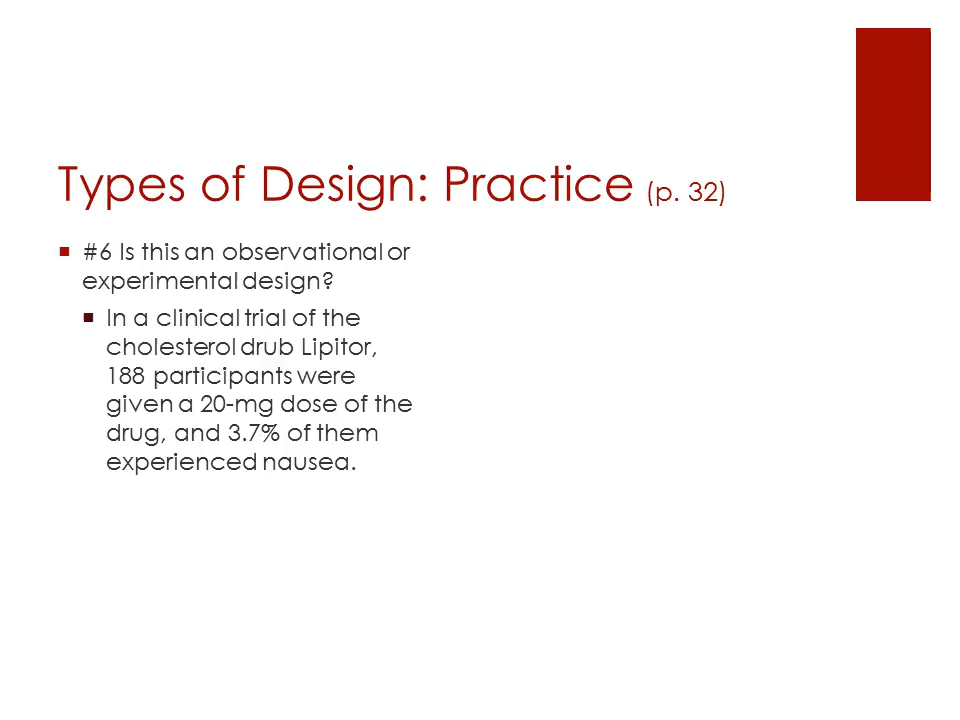 Types of Design: Practice (p. 32)
#6 Is this an observational or
experimental design?
In a clinical trial of the
cholesterol drub Lipitor,
188 participants were
given a 20-mg dose of the
drug, and 3.7% of them
experienced nausea.